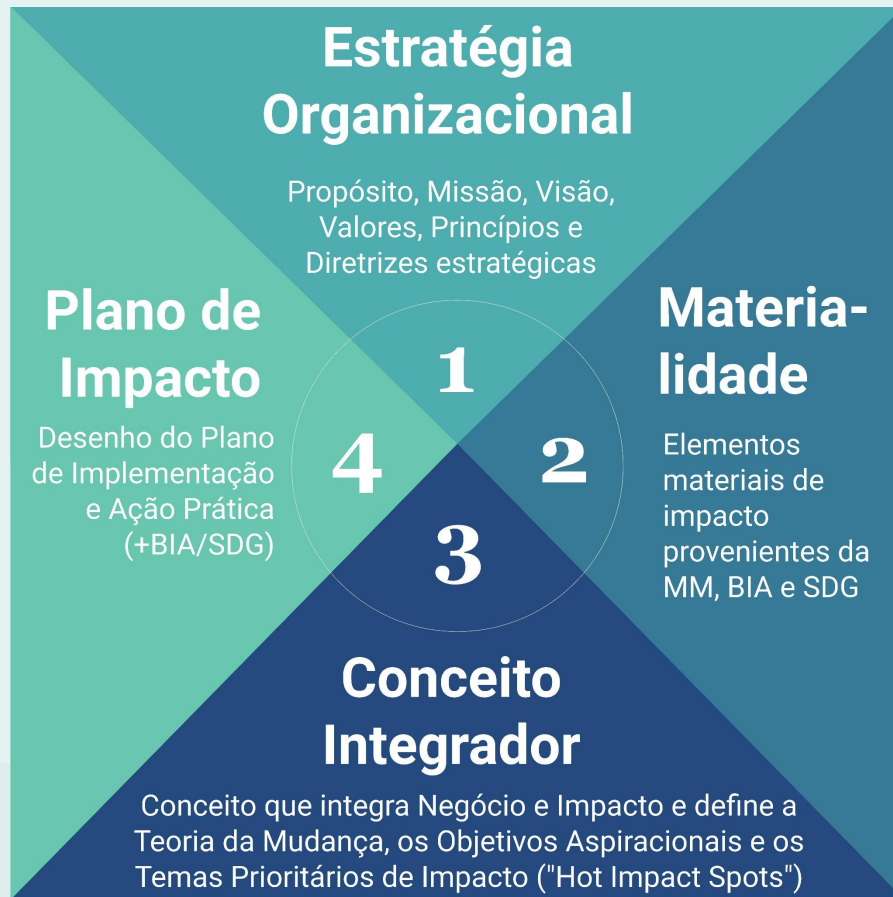 Estratégia
Organizacional
Propósito, Missão, Visão,
Valores, Princípios e
Diretrizes estratégicas
1
Materia-
lidade
2
Elementos
materiais de
impacto
provenientes da
MM, BIA e SDG
3
Conceito
Integrador
Conceito que integra Negócio e Impacto e define a
Teoria da Mudança, os Objetivos Aspiracionais e os
Temas Prioritários de Impacto ("Hot Impact Spots")
Plano de
Impacto
4
Desenho do Plano
de Implementação
e Ação Prática
(+BIA/SDG)